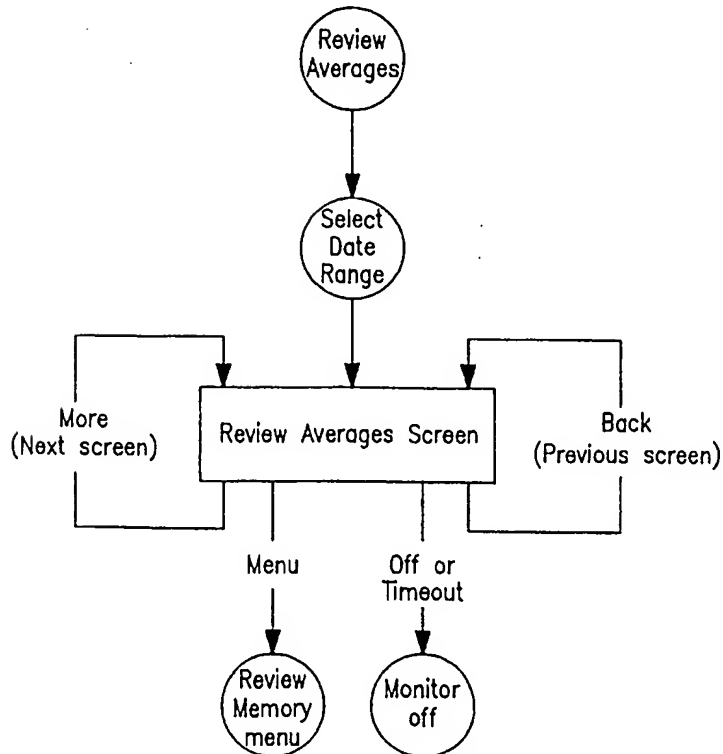 Review
Averages
Select
Date
Range
More
(Next screen)
Review Averages Screen
Back
(Previous screen)
Menu
Off or
Timeout
Review
Memory
menu
Monitor
off